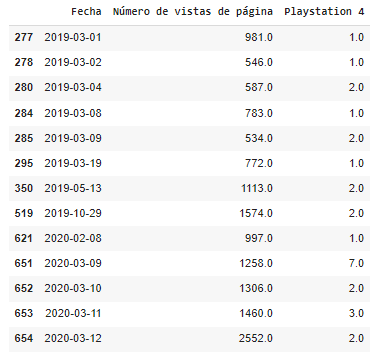 Fecha Número de vistas de página Playstation 4
277 2019-03-01 981.0 1.0
278 2019-03-02 546.0 1.0
280 2019-03-04 587.0 2.0
284 2019-03-08 783.0 1.0
285 2019-03-09 534.0 2.0
295 2019-03-19 772.0 1.0
350 2019-05-13 1113.0 2.0
519 2019-10-29 1574.0 2.0
621 2020-02-08 997.0 1.0
651 2020-03-09 1258.0 7.0
652 2020-03-10 1306.0 2.0
653 2020-03-11 1460.0 3.0
654 2020-03-12 2552.0 2.0